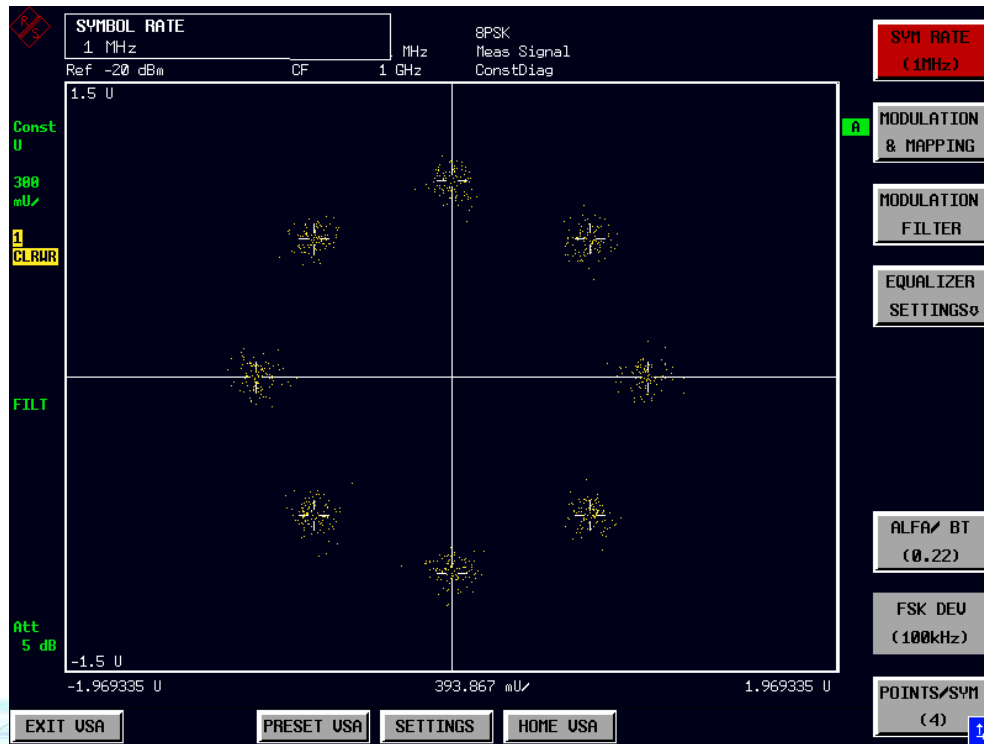 R S
SYMBOL RATE
1 MHz
MHz
8PSK
Meas Signal
Ref -20 dBm
CF
1 GHz
ConstDiag
SYM RATE
(1MHz)
1.5 U
Const
U
A
MODULATION
& MAPPING
300
mU/
MODULATION
FILTER
1
CLRWR
EQUALIZER
SETTINGS
FILT
ALFA/ BT
(0.22)
FSK DEV
(100kHz)
Att
5 dB
-1.5 U
-1.969335 U
393.867 mU/
1.969335 U
POINTS/SYM
(4)
EXIT VSA
PRESET VSA
SETTINGS
HOME VSA